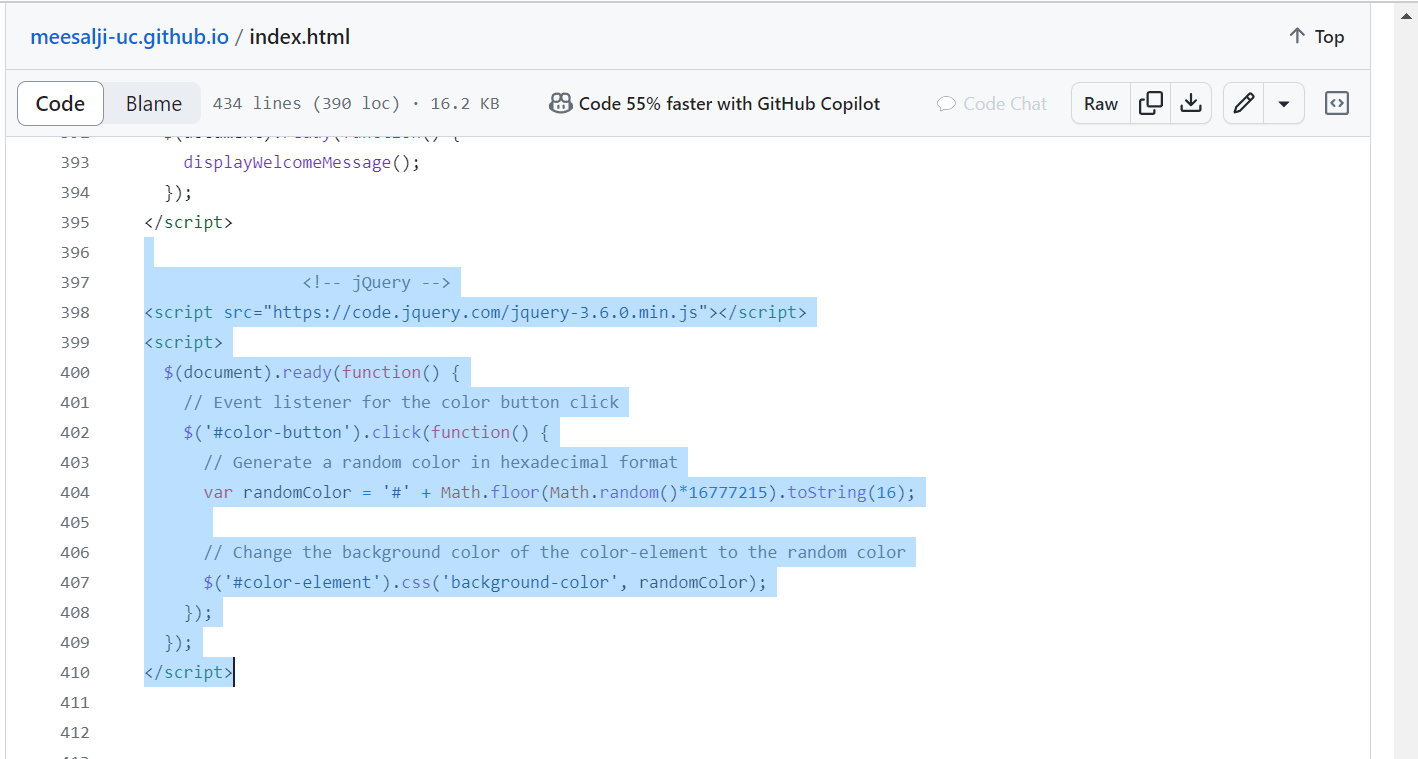 meesalji-uc.github.io / index.html
Top
Code Blame 434 lines (390 loc) · 16.2 KB Code 55% faster with GitHub Copilot Code Chat Raw
392 $(document).ready(function() {
393 displayWelcomeMessage();
394 });
395 </script>
396
397 <!-- jQuery -->
398 <script src="https://code.jquery.com/jquery-3.6.0.min.js"></script>
399 <script>
400 $(document).ready(function() {
401 // Event listener for the color button click
402 $('#color-button').click(function() {
403 // Generate a random color in hexadecimal format
404 var randomColor = '#' + Math.floor(Math.random()*16777215).toString(16);
405
406 // Change the background color of the color-element to the random color
407 $('#color-element').css('background-color', randomColor);
408 });
409 });
410 </script>
411
412